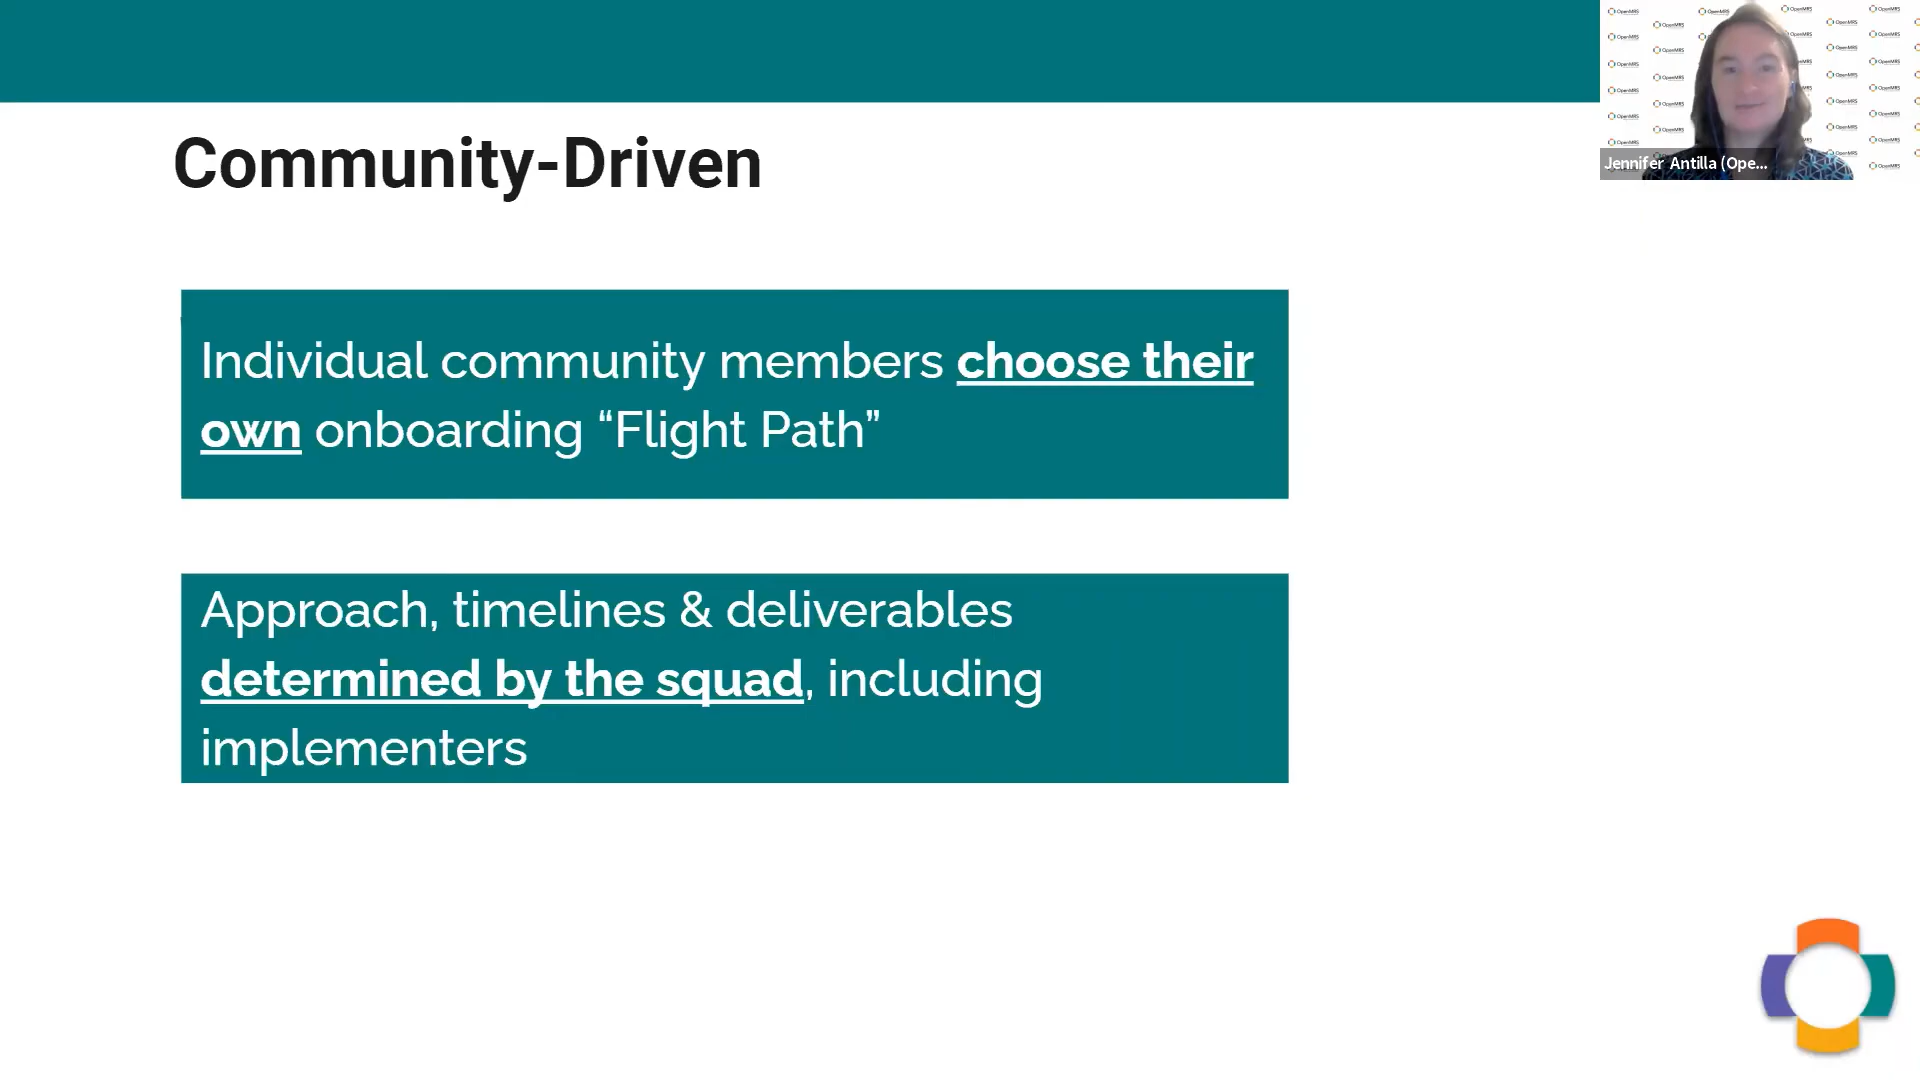 Community-Driven
Individual community members choose their
own onboarding “Flight Path”
Approach, timelines & deliverables
determined by the squad, including
implementers
OpenMRS
Jennifer Antilla (Ope...